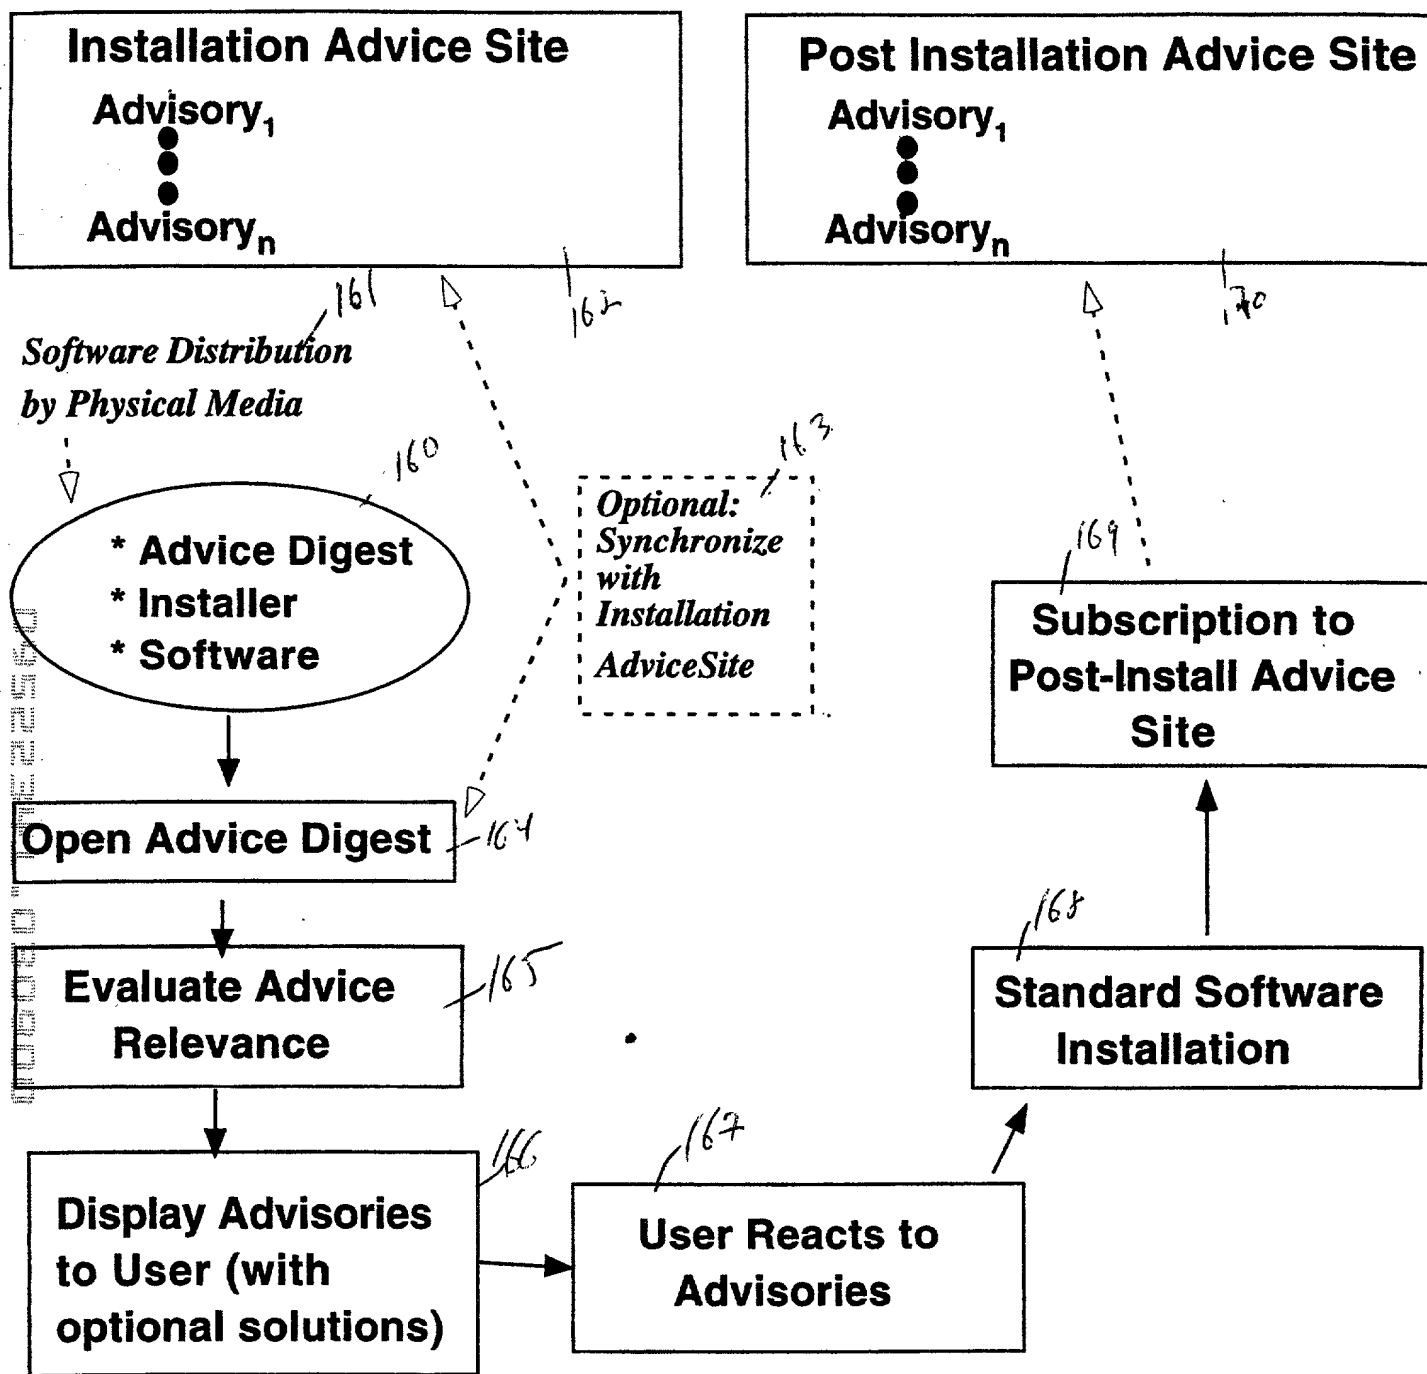 Installation Advice Site
Advisory1
Advisoryn
Post Installation Advice Site
Advisory1
Advisoryn
161
162
170
Software Distribution
by Physical Media
160
* Advice Digest
* Installer
* Software
163
Optional:
Synchronize
with
Installation
AdviceSite
169
Subscription to
Post-Install Advice
Site
Open Advice Digest
164
Evaluate Advice
Relevance
165
168
Standard Software
Installation
Display Advisories
to User (with
optional solutions)
166
167
User Reacts to
Advisories